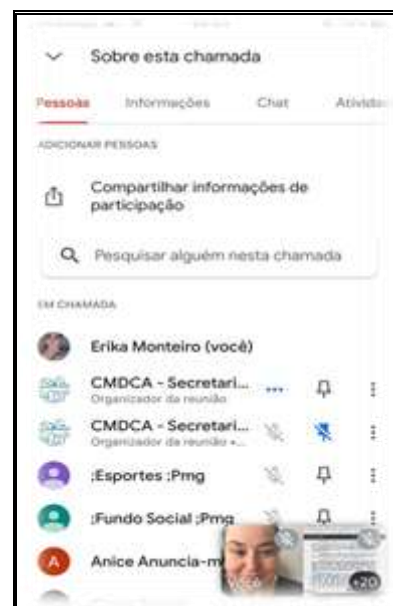 Sobre esta chamada
Pessoas Informações Chat
ADICIONAR PESSOAS
Compartilhar informações de
participação
Pesquisar alguém nesta chamada
EM CHAMADA
Erika Monteiro (você)
CMDCA - Secretari...
Organizador da reunião
CMDCA - Secretari...
Organizador da reunião •...
;Esportes ;Pmg
;Fundo Social ;Pmg
A Anice Anuncia-m
Você +20